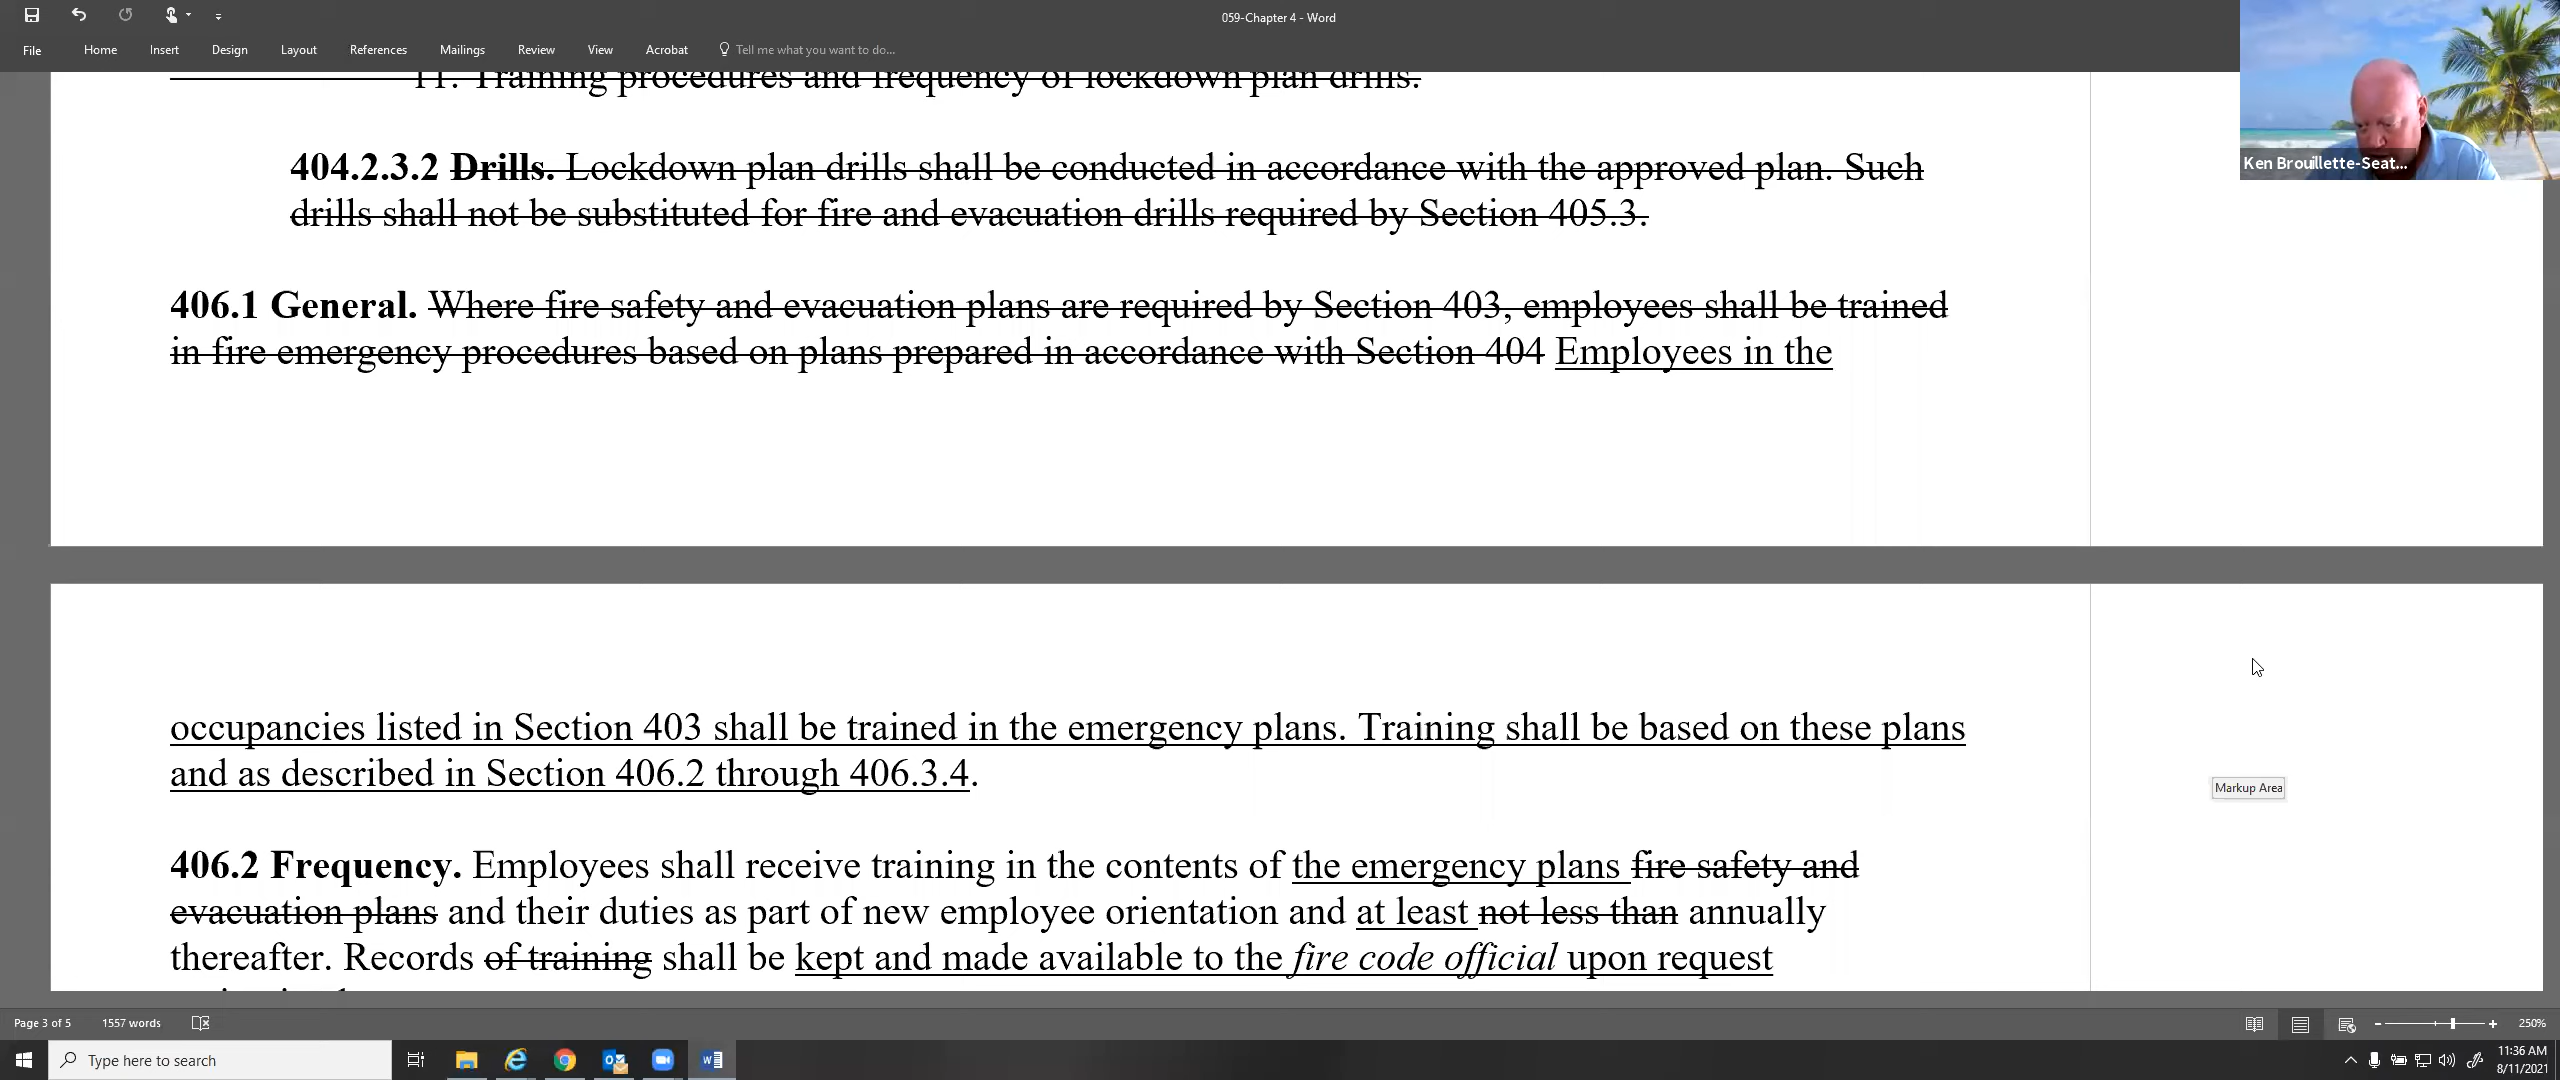 059-Chapter 4 - Word
File Home Insert Design Layout References Mailings Review View Acrobat Tell me what you want to do...
11. Training procedures and frequency of lockdown plan drills.
404.2.3.2 Drills. Lockdown plan drills shall be conducted in accordance with the approved plan. Such
drills shall not be substituted for fire and evacuation drills required by Section 405.3.
Ken Brouillette-Seat...
406.1 General. Where fire safety and evacuation plans are required by Section 403, employees shall be trained
in fire emergency procedures based on plans prepared in accordance with Section 404 Employees in the
occupancies listed in Section 403 shall be trained in the emergency plans. Training shall be based on these plans
and as described in Section 406.2 through 406.3.4.
Markup Area
406.2 Frequency. Employees shall receive training in the contents of the emergency plans fire safety and
evacuation plans and their duties as part of new employee orientation and at least not less than annually
thereafter. Records of training shall be kept and made available to the fire code official upon request
Page 3 of 5 1557 words 250%
Type here to search
11:36 AM
8/11/2021